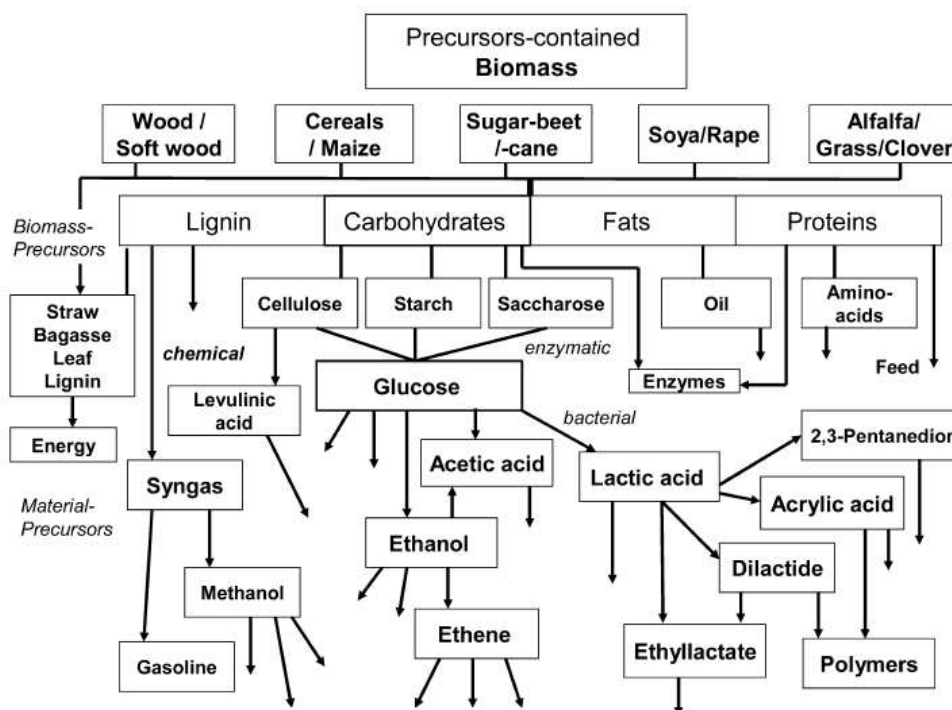 Precursors-contained
Biomass
Wood /
Soft wood
Cereals
/ Maize
Sugar-beet
/-cane
Soya/Rape
Alfalfa/
Grass/Clover
Biomass-
Precursors
Lignin
Carbohydrates
Fats
Proteins
Straw
Bagasse
Leaf
Lignin
Cellulose
Starch
Saccharose
Oil
Amino-
acids
chemical
enzymatic
Feed
Glucose
Enzymes
Levulinic
acid
bacterial
Energy
2,3-Pentanedion
Acetic acid
Lactic acid
Syngas
Acrylic acid
Material-
Precursors
Ethanol
Dilactide
Methanol
Ethene
Ethyllactate
Gasoline
Polymers